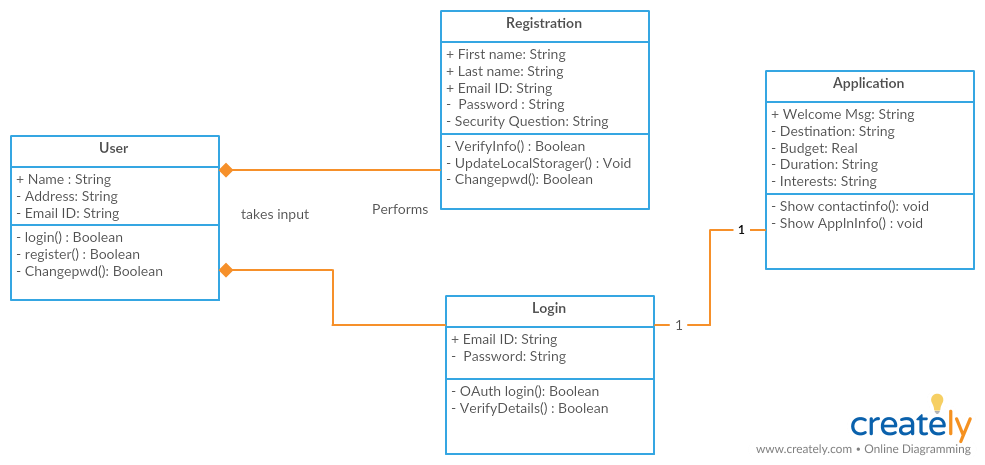 Registration
+ First name: String
+ Last name: String
+ Email ID: String
-  Password : String
- Security Question: String
- VerifyInfo() : Boolean
- UpdateLocalStorager() : Void
- Changepwd(): Boolean
Application
+ Welcome Msg: String
- Destination: String
- Budget: Real
- Duration: String
- Interests: String
- Show contactinfo(): void
- Show ApplnInfo() : void
User
+ Name : String
- Address: String
- Email ID: String
- login() : Boolean
- register() : Boolean
- Changepwd(): Boolean
takes input
Performs
1
1
Login
+ Email ID: String
-  Password: String
- OAuth login(): Boolean
- VerifyDetails() : Boolean
creately
www.creately.com • Online Diagramming